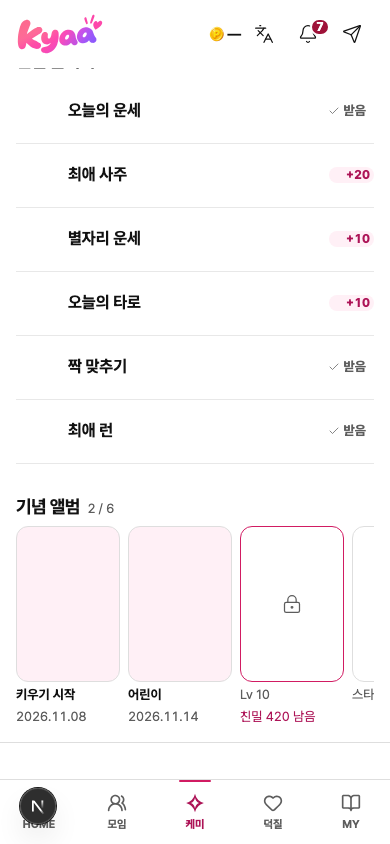 Kyaa
7
오늘의 운세
받음
최애 사주
+20
별자리 운세
+10
오늘의 타로
+10
짝 맞추기
받음
최애 런
받음
기념 앨범 2 / 6
키우기 시작
어린이
Lv 10
스타
2026.11.08
2026.11.14
친밀 420 남음
N
HOME
모임
케미
덕질
MY